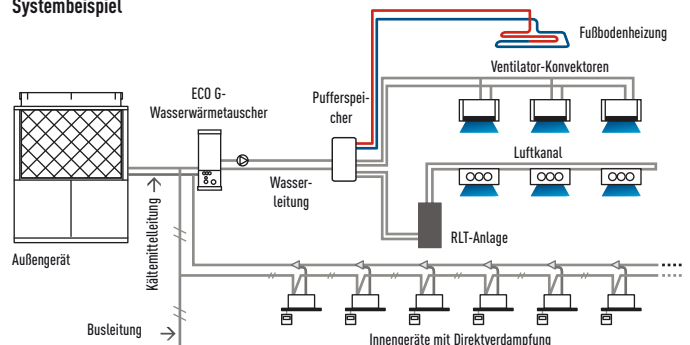 Systembeispiel
Fußbodenheizung
Ventilator-Konvektoren
ECO G-
Wasserwärmetauscher
Pufferspei-
cher
Luftkanal
Wasser-
leitung
RLT-Anlage
Außengerät
Kältemittelleitung
Busleitung
Innengeräte mit Direktverdampfung